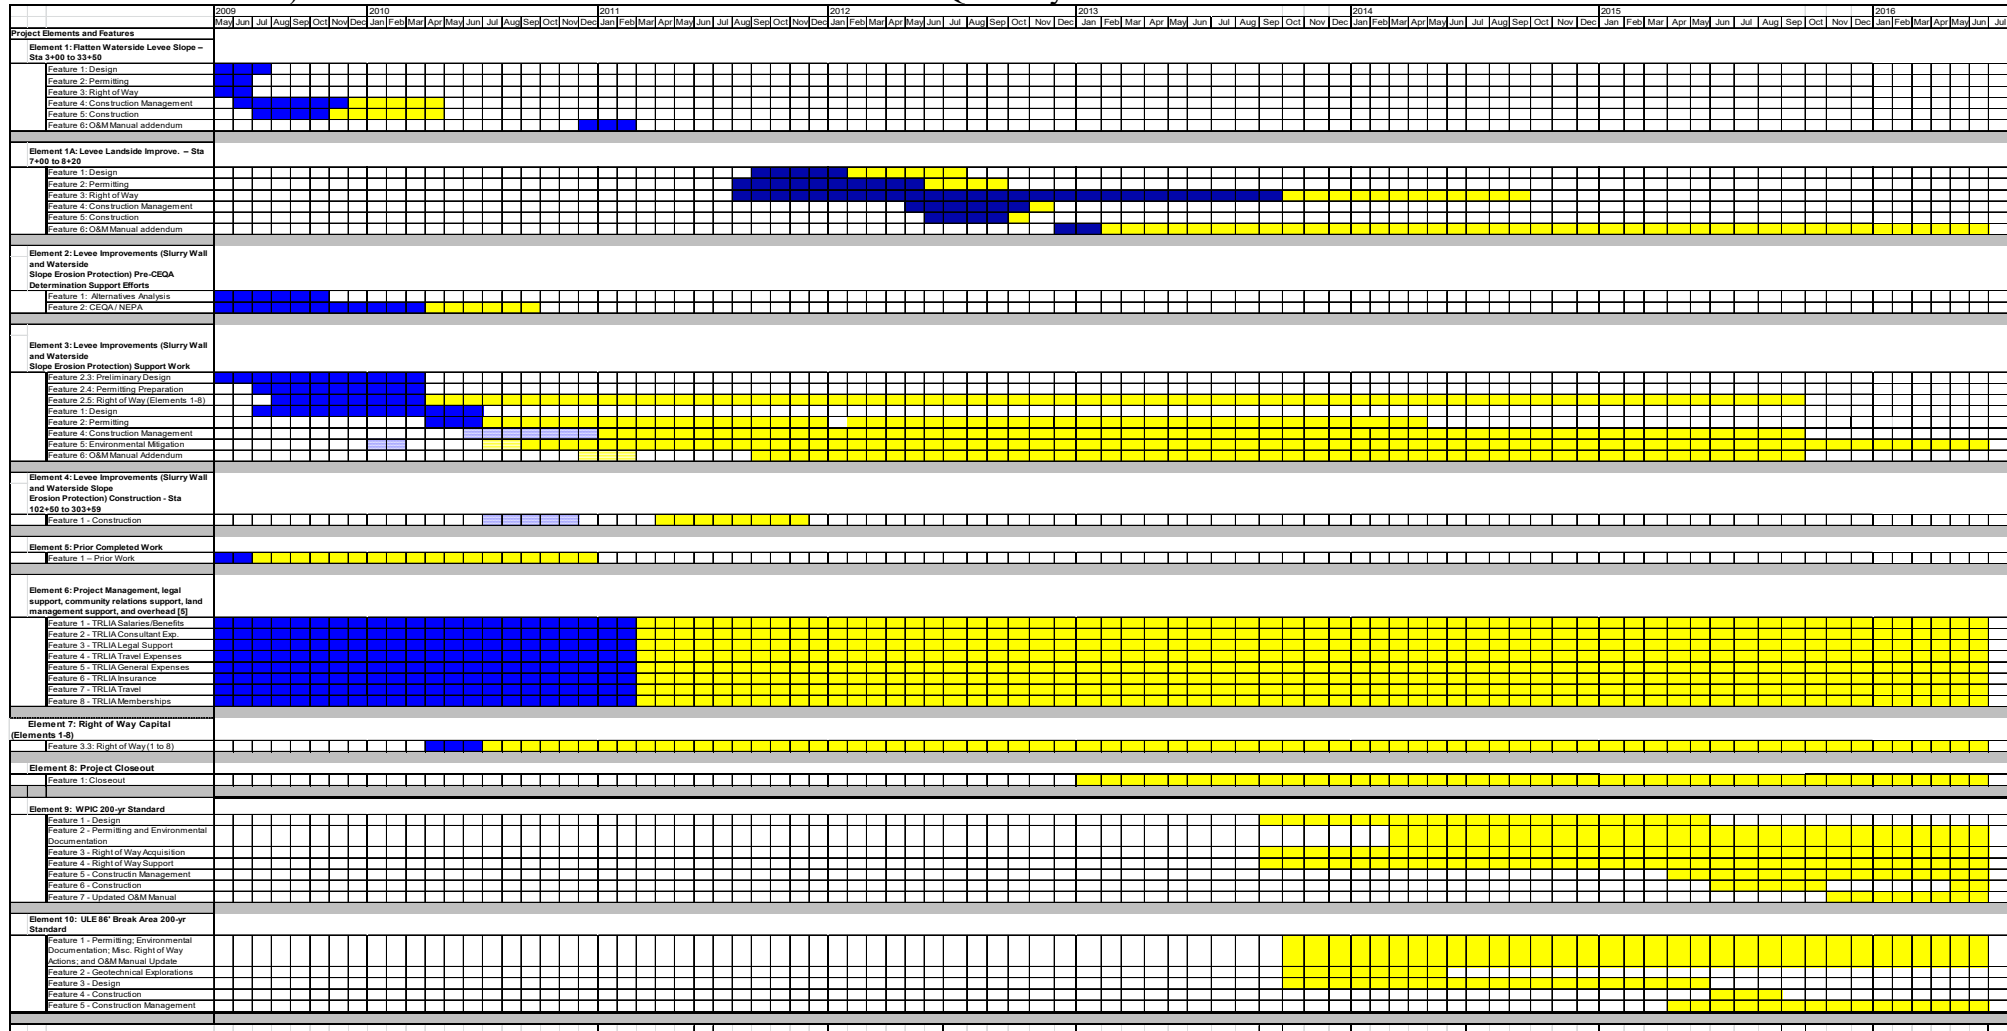 2009 2010 2011 2012 2013 2014 2015 2016
May Jun Jul Aug Sep Oct Nov Dec Jan Feb Mar Apr May Jun Jul Aug Sep Oct Nov Dec Jan Feb Mar Apr May Jun Jul Aug Sep Oct Nov Dec Jan Feb Mar Apr May Jun Jul Aug Sep Oct Nov Dec Jan Feb Mar Apr May Jun Jul Aug Sep Oct Nov Dec Jan Feb Mar Apr May Jun Jul Aug Sep Oct Nov Dec Jan Feb Mar Apr May Jun Jul Aug Sep Oct Nov Dec Jan Feb Mar Apr May Jun Jul
Project Elements and Features
Element 1: Flatten Waterside Levee Slope –
Sta 3+00 to 33+50
Feature 1: Design
Feature 2: Permitting
Feature 3: Right of Way
Feature 4: Construction Management
Feature 5: Construction
Feature 6: O&M Manual addendum
Element 1A: Levee Landside Improve. – Sta
7+00 to 8+20
Feature 1: Design
Feature 2: Permitting
Feature 3: Right of Way
Feature 4: Construction Management
Feature 5: Construction
Feature 6: O&M Manual addendum
Element 2: Levee Improvements (Slurry Wall
and Waterside
Slope Erosion Protection) Pre-CEQA
Determination Support Efforts
Feature 1: Alternatives Analysis
Feature 2: CEQA / NEPA
Element 3: Levee Improvements (Slurry Wall
and Waterside
Slope Erosion Protection) Support Work
Feature 2.3: Preliminary Design
Feature 2.4: Permitting Preparation
Feature 2.5: Right of Way (Elements 1-8)
Feature 1: Design
Feature 2: Permitting
Feature 4: Construction Management
Feature 5: Environmental Mitigation
Feature 6: O&M Manual Addendum
Element 4: Levee Improvements (Slurry Wall
and Waterside Slope
Erosion Protection) Construction - Sta
102+50 to 303+59
Feature 1 - Construction
Element 5: Prior Completed Work
Feature 1 – Prior Work
Element 6: Project Management, legal
support, community relations support, land
management support, and overhead [5]
Feature 1 - TRLIA Salaries/Benefits
Feature 2 - TRLIA Consultant Exp.
Feature 3 - TRLIA Legal Support
Feature 4 - TRLIA Travel Expenses
Feature 5 - TRLIA General Expenses
Feature 6 - TRLIA Insurance
Feature 7 - TRLIA Travel
Feature 8 - TRLIA Memberships
Element 7: Right of Way Capital
(Elements 1-8)
Feature 3.3: Right of Way (1 to 8)
Element 8: Project Closeout
Feature 1: Closeout
Element 9: WPIC 200-yr Standard
Feature 1 - Design
Feature 2 - Permitting and Environmental
Documentation
Feature 3 - Right of Way Acquisition
Feature 4 - Right of Way Support
Feature 5 - Constructin Management
Feature 6 - Construction
Feature 7 - Updated O&M Manual
Element 10: ULE 86' Break Area 200-yr
Standard
Feature 1 - Permitting; Environmental
Documentation; Misc. Right of Way
Actions; and O&M Manual Update
Feature 2 - Geotechnical Explorations
Feature 3 - Design
Feature 4 - Construction
Feature 5 - Construction Management